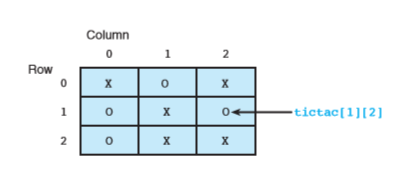 Column
0 1 2
Row
0 X O X
1 O X O tictac[1][2]
2 O X X